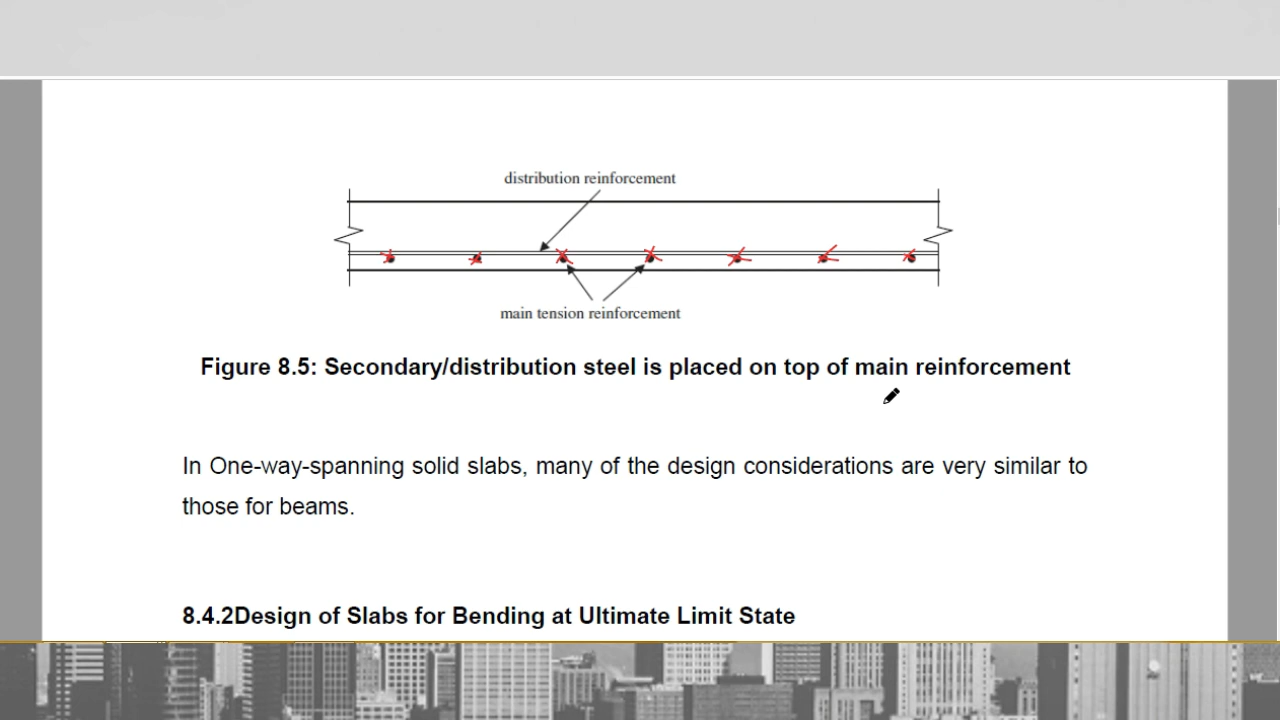 distribution reinforcement
main tension reinforcement
Figure 8.5: Secondary/distribution steel is placed on top of main reinforcement
In One-way-spanning solid slabs, many of the design considerations are very similar to
those for beams.
8.4.2Design of Slabs for Bending at Ultimate Limit State